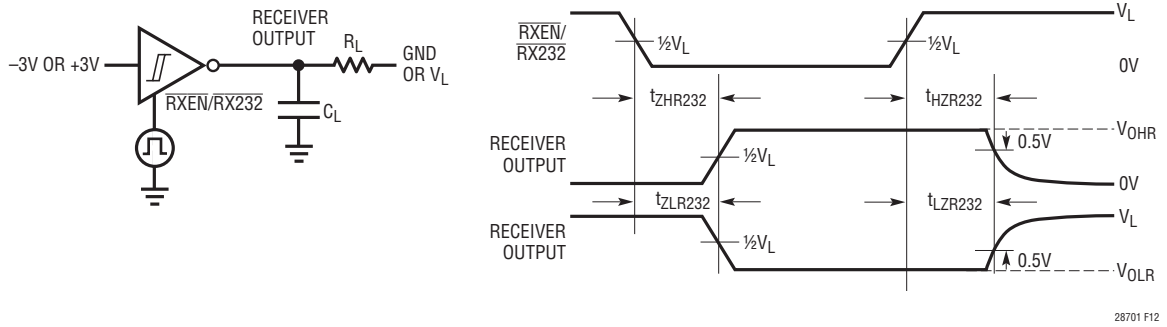 RECEIVER
OUTPUT
–3V OR +3V
R_L
GND
OR V_L
RXEN/RX232
C_L
RXEN/
RX232
½V_L
½V_L
V_L
0V
t_ZHR232
t_HZR232
RECEIVER
OUTPUT
½V_L
V_OHR
0.5V
0V
t_ZLR232
t_LZR232
RECEIVER
OUTPUT
½V_L
V_L
0.5V
V_OLR
28701 F12